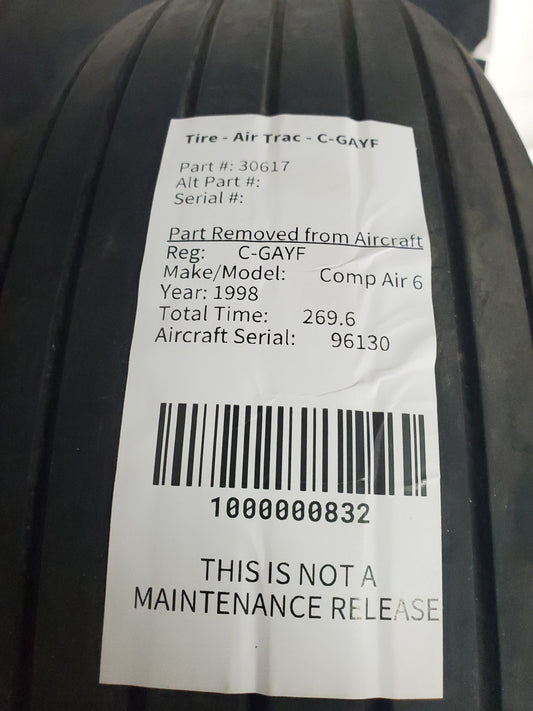 Tire - Air Trac - C-GAYF
Part #: 30617
Alt Part #:
Serial #:
Part Removed from Aircraft
Reg: C-GAYF
Make/Model: Comp Air 6
Year: 1998
Total Time: 269.6
Aircraft Serial: 96130
1000000832
THIS IS NOT A
MAINTENANCE RELEASE